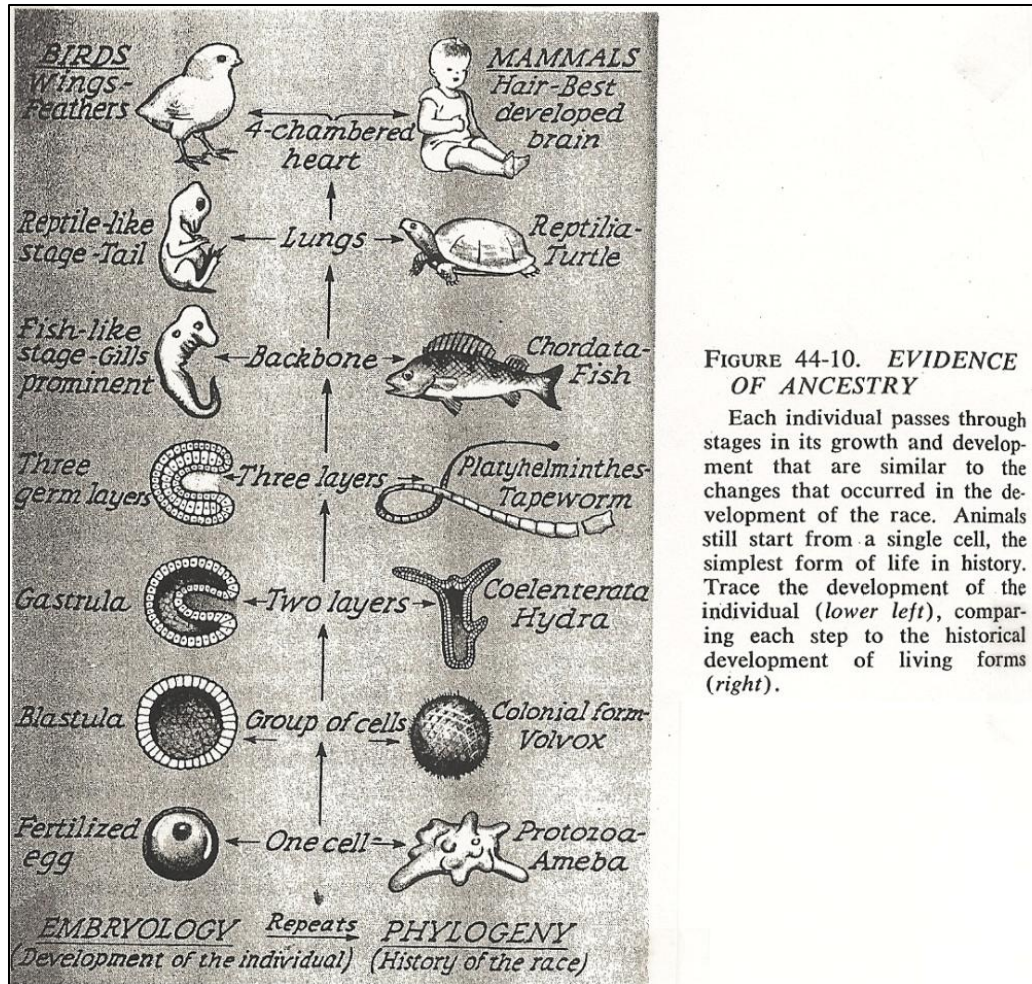 BIRDS
Wings-
Feathers
MAMMALS
Hair-Best
developed
brain
4-chambered
heart
Reptile-like
stage-Tail
Lungs
Reptilia-
Turtle
Fish-like
stage-Gills
prominent
Backbone
Chordata-
Fish
Three
germ layers
Three layers
Platyhelminthes-
Tapeworm
Gastrula
Two layers
Coelenterata
Hydra
Blastula
Group of cells
Colonial form-
Volvox
Fertilized
egg
One cell
Protozoa-
Ameba
EMBRYOLOGY Repeats PHYLOGENY
(Development of the individual) (History of the race)
FIGURE 44-10. EVIDENCE
OF ANCESTRY
Each individual passes through
stages in its growth and develop-
ment that are similar to the
changes that occurred in the de-
velopment of the race. Animals
still start from a single cell, the
simplest form of life in history.
Trace the development of the
individual (lower left), compar-
ing each step to the historical
development of living forms
(right).